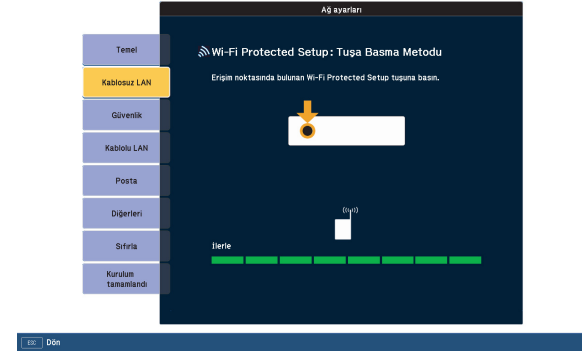 Ağ ayarları
Temel
Kablosuz LAN
Güvenlik
Kablolu LAN
Posta
Diğerleri
Sıfırla
Kurulum
tamamlandı
Wi-Fi Protected Setup: Tuşa Basma Metodu
Erişim noktasında bulunan Wi-Fi Protected Setup tuşuna basın.
İlerle
ESC Dön